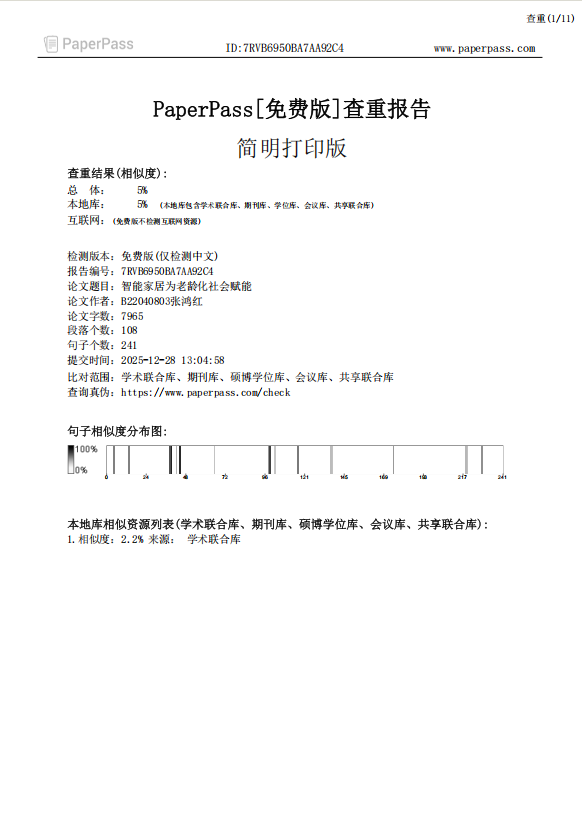 查重(1/11)
PaperPass
ID:7RVB6950BA7AA92C4
www.paperpass.com
PaperPass[免费版]查重报告
简明打印版
查重结果(相似度):
总 体: 5%
本地库: 5% (本地库包含学术联合库、期刊库、学位库、会议库、共享联合库)
互联网: (免费版不检测互联网资源)
检测版本: 免费版(仅检测中文)
报告编号: 7RVB6950BA7AA92C4
论文题目: 智能家居为老龄化社会赋能
论文作者: B22040803张鸿红
论文字数: 7965
段落个数: 108
句子个数: 241
提交时间: 2025-12-28 13:04:58
比对范围: 学术联合库、期刊库、硕博学位库、会议库、共享联合库
查询真伪: https://www.paperpass.com/check
句子相似度分布图:
100%
0%
0 24 48 72 96 121 145 169 193 217 241
本地库相似资源列表(学术联合库、期刊库、硕博学位库、会议库、共享联合库):
1.相似度: 2.2% 来源: 学术联合库